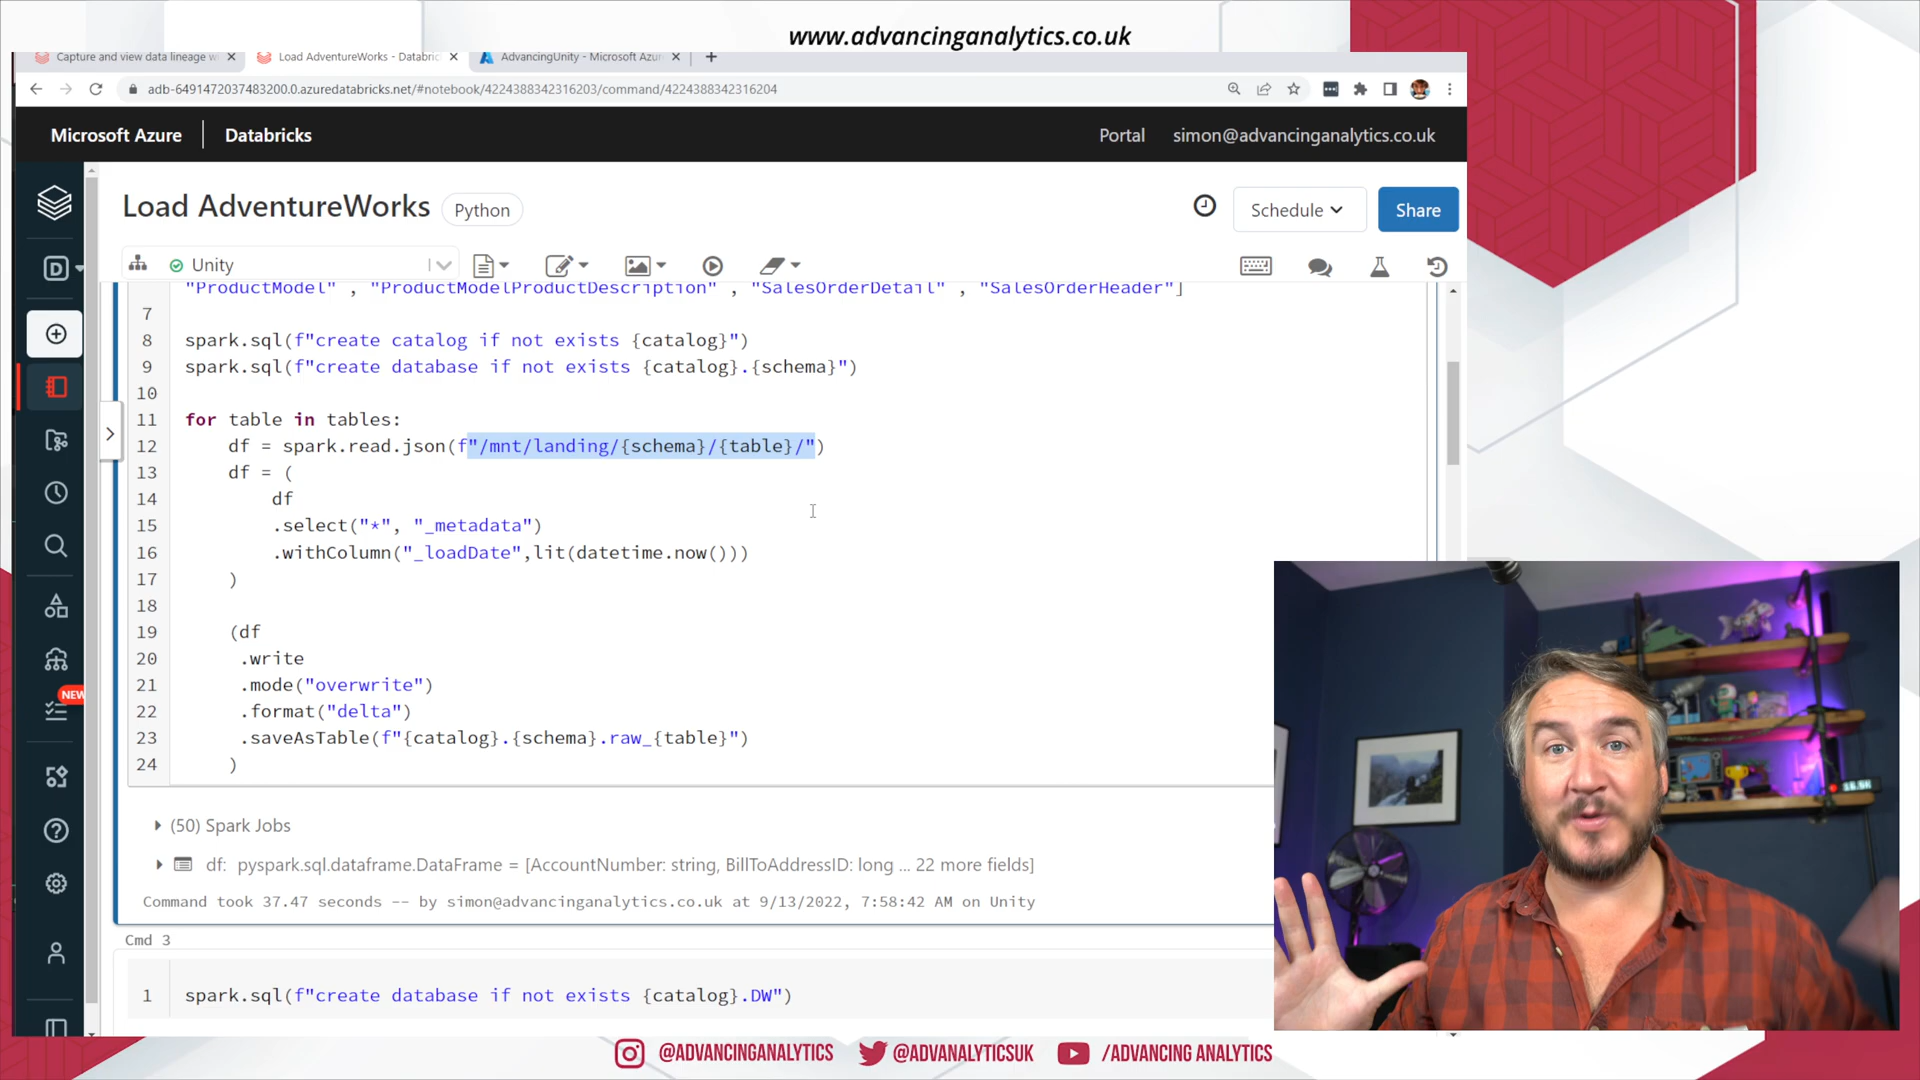 www.advancinganalytics.co.uk
Capture and view data lineage w
Load AdventureWorks - Databric
AdvancingUnity - Microsoft Azur
adb-6491472037483200.0.azuredatabricks.net/#notebook/4224388342316203/command/4224388342316204
Microsoft Azure Databricks Portal simon@advancinganalytics.co.uk
Load AdventureWorks Python Schedule Share
Unity
"ProductModel" , "ProductModelProductDescription" , "SalesOrderDetail" , "SalesOrderHeader"]
7
8 spark.sql(f"create catalog if not exists {catalog}")
9 spark.sql(f"create database if not exists {catalog}.{schema}")
10
11 for table in tables:
12 df = spark.read.json(f"/mnt/landing/{schema}/{table}/")
13 df = (
14 df
15 .select("*", "_metadata")
16 .withColumn("_loadDate",lit(datetime.now()))
17 )
18
19 (df
20 .write
21 .mode("overwrite")
22 .format("delta")
23 .saveAsTable(f"{catalog}.{schema}.raw_{table}")
24 )
NEW
(50) Spark Jobs
df: pyspark.sql.dataframe.DataFrame = [AccountNumber: string, BillToAddressID: long ... 22 more fields]
Command took 37.47 seconds -- by simon@advancinganalytics.co.uk at 9/13/2022, 7:58:42 AM on Unity
Cmd 3
1 spark.sql(f"create database if not exists {catalog}.DW")
@ADVANCINGANALYTICS @ADVANALYTICSUK /ADVANCING ANALYTICS